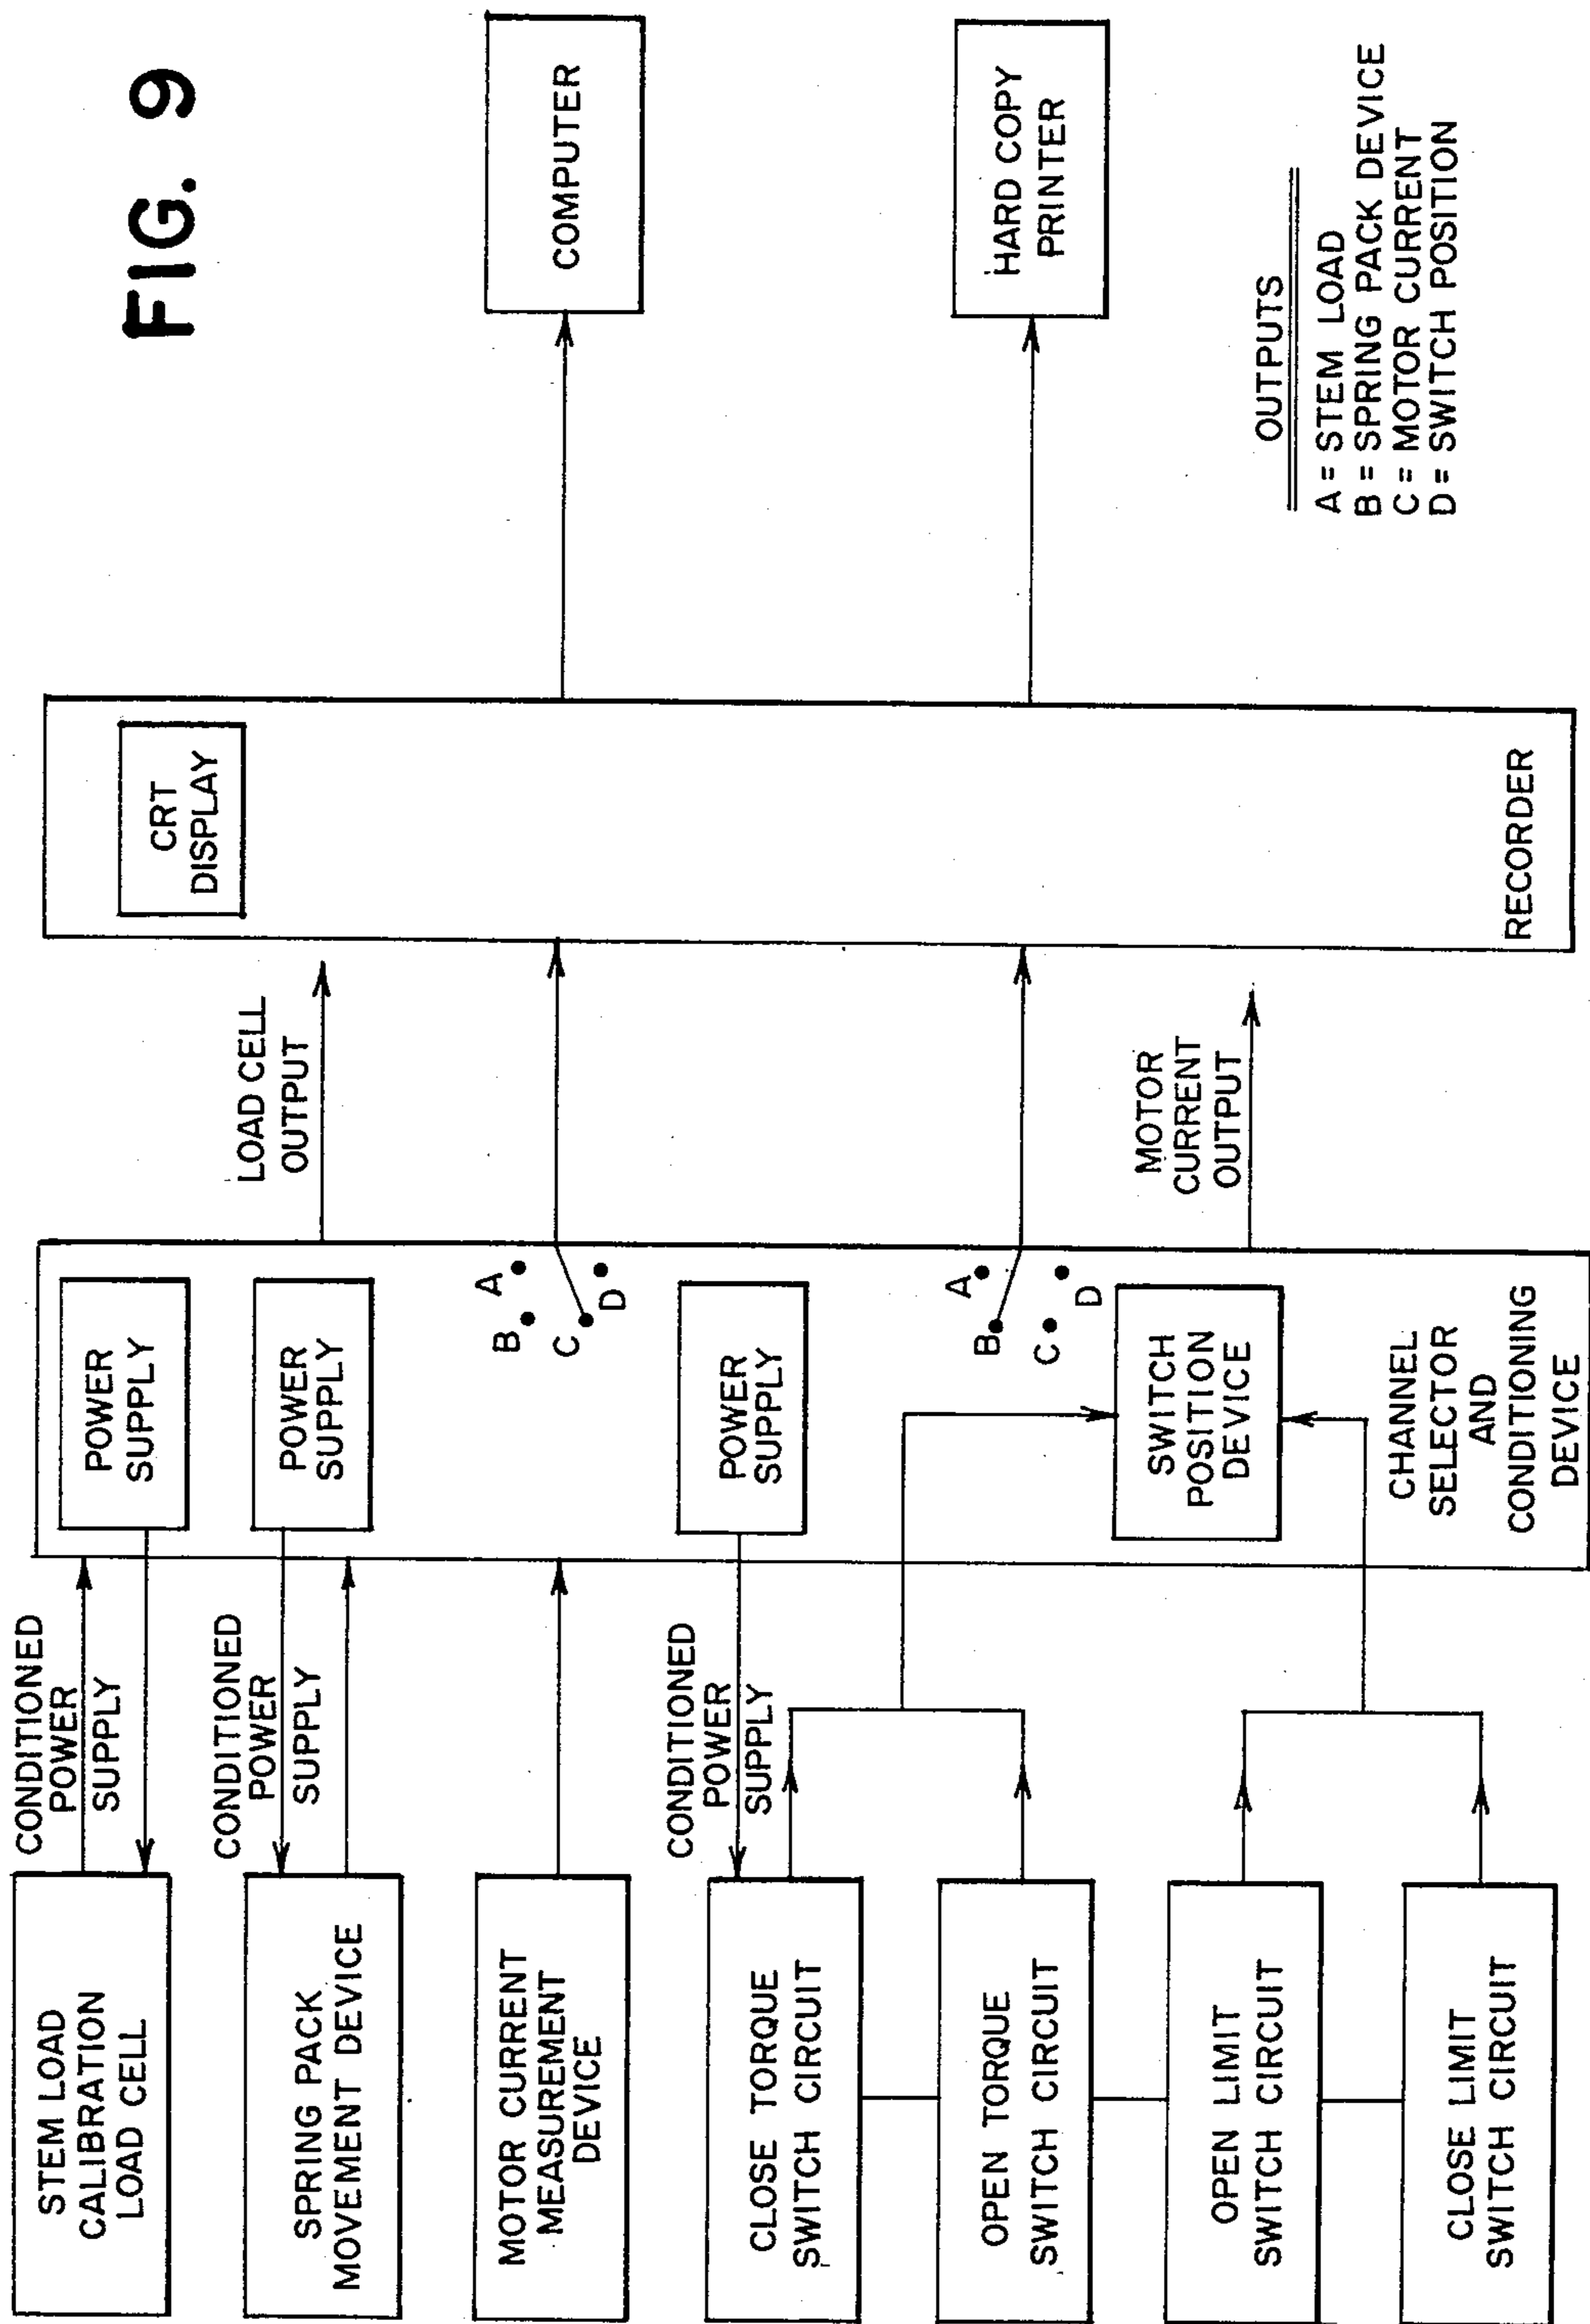 FIG. 9
STEM LOAD
CALIBRATION
LOAD CELL
CONDITIONED
POWER
SUPPLY
POWER
SUPPLY
SPRING PACK
MOVEMENT DEVICE
CONDITIONED
POWER
SUPPLY
POWER
SUPPLY
MOTOR CURRENT
MEASUREMENT
DEVICE
CLOSE TORQUE
SWITCH CIRCUIT
CONDITIONED
POWER
SUPPLY
POWER
SUPPLY
OPEN TORQUE
SWITCH CIRCUIT
OPEN LIMIT
SWITCH CIRCUIT
CLOSE LIMIT
SWITCH CIRCUIT
A
B
C
D
A
B
C
D
SWITCH
POSITION
DEVICE
CHANNEL
SELECTOR
AND
CONDITIONING
DEVICE
LOAD CELL
OUTPUT
MOTOR
CURRENT
OUTPUT
CRT
DISPLAY
RECORDER
COMPUTER
HARD COPY
PRINTER
OUTPUTS
A = STEM LOAD
B = SPRING PACK DEVICE
C = MOTOR CURRENT
D = SWITCH POSITION